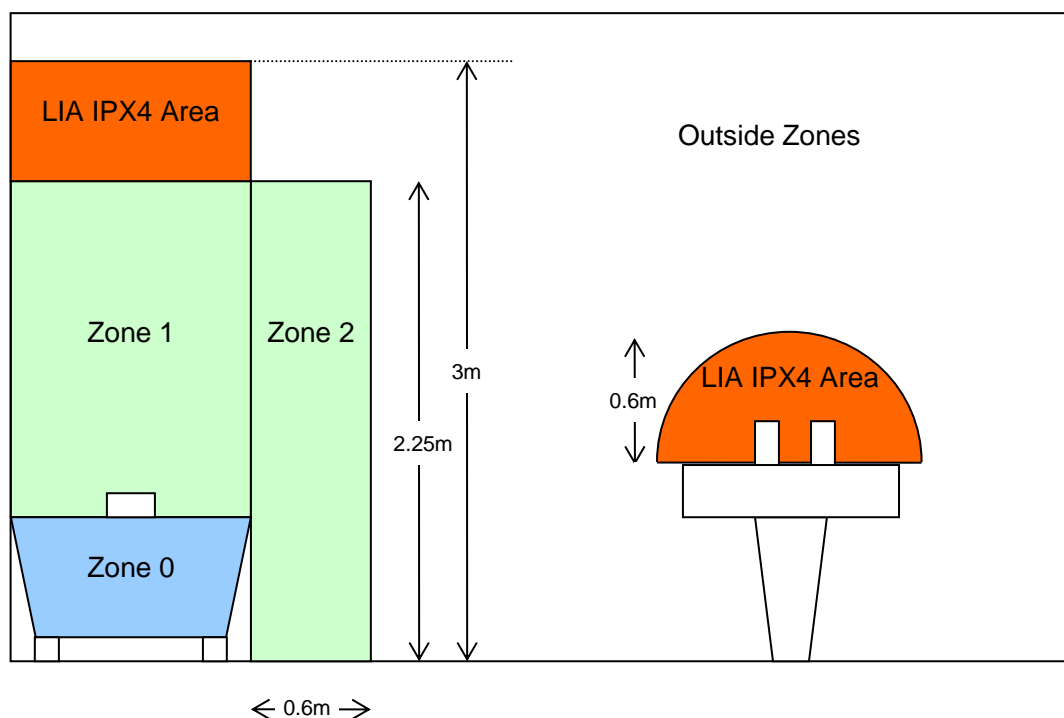 LIA IPX4 Area
Outside Zones
Zone 1
Zone 2
3m
LIA IPX4 Area
0.6m
2.25m
Zone 0
0.6m